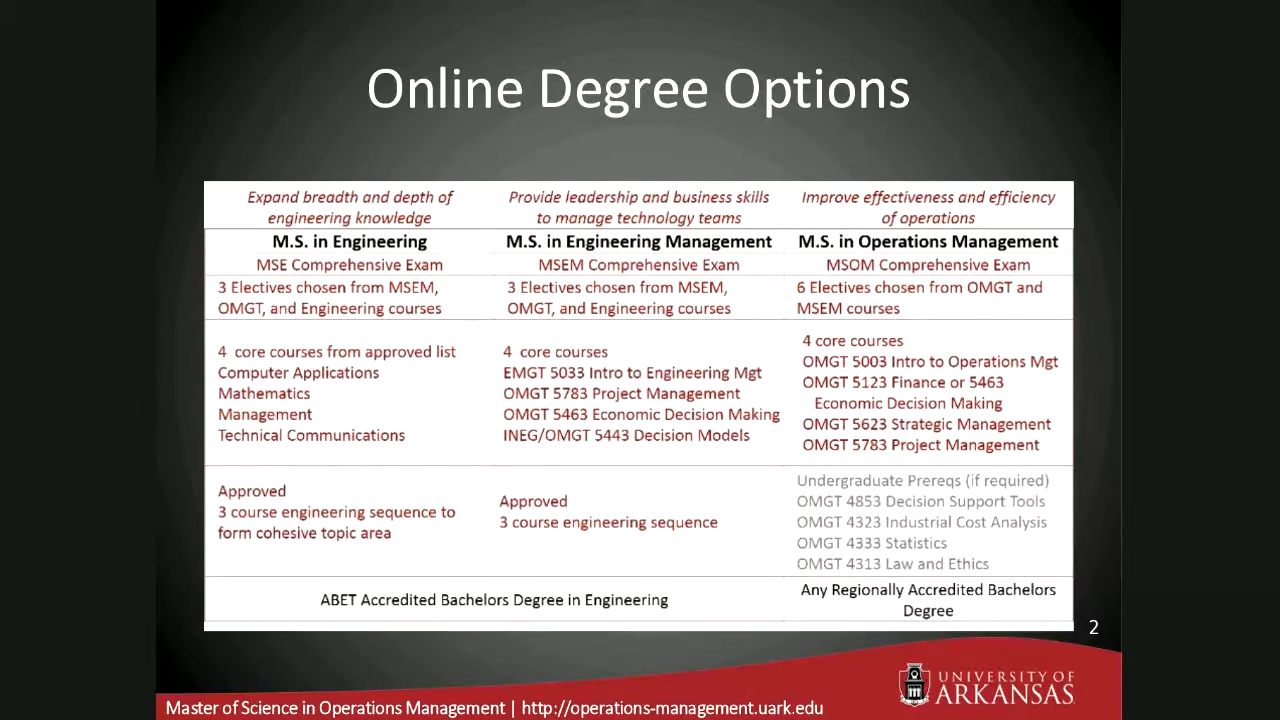 Online Degree Options
Expand breadth and depth of
engineering knowledge
Provide leadership and business skills
to manage technology teams
Improve effectiveness and efficiency
of operations
M.S. in Engineering
M.S. in Engineering Management
M.S. in Operations Management
MSE Comprehensive Exam
MSEM Comprehensive Exam
MSOM Comprehensive Exam
3 Electives chosen from MSEM,
OMGT, and Engineering courses
3 Electives chosen from MSEM,
OMGT, and Engineering courses
6 Electives chosen from OMGT and
MSEM courses
4 core courses from approved list
Computer Applications
Mathematics
Management
Technical Communications
4 core courses
EMGT 5033 Intro to Engineering Mgt
OMGT 5783 Project Management
OMGT 5463 Economic Decision Making
INEG/OMGT 5443 Decision Models
4 core courses
OMGT 5003 Intro to Operations Mgt
OMGT 5123 Finance or 5463
Economic Decision Making
OMGT 5623 Strategic Management
OMGT 5783 Project Management
Approved
3 course engineering sequence to
form cohesive topic area
Approved
3 course engineering sequence
Undergraduate Prereqs (if required)
OMGT 4853 Decision Support Tools
OMGT 4323 Industrial Cost Analysis
OMGT 4333 Statistics
OMGT 4313 Law and Ethics
ABET Accredited Bachelors Degree in Engineering
Any Regionally Accredited Bachelors
Degree
2
UNIVERSITY OF
ARKANSAS
Master of Science in Operations Management | http://operations-management.uark.edu